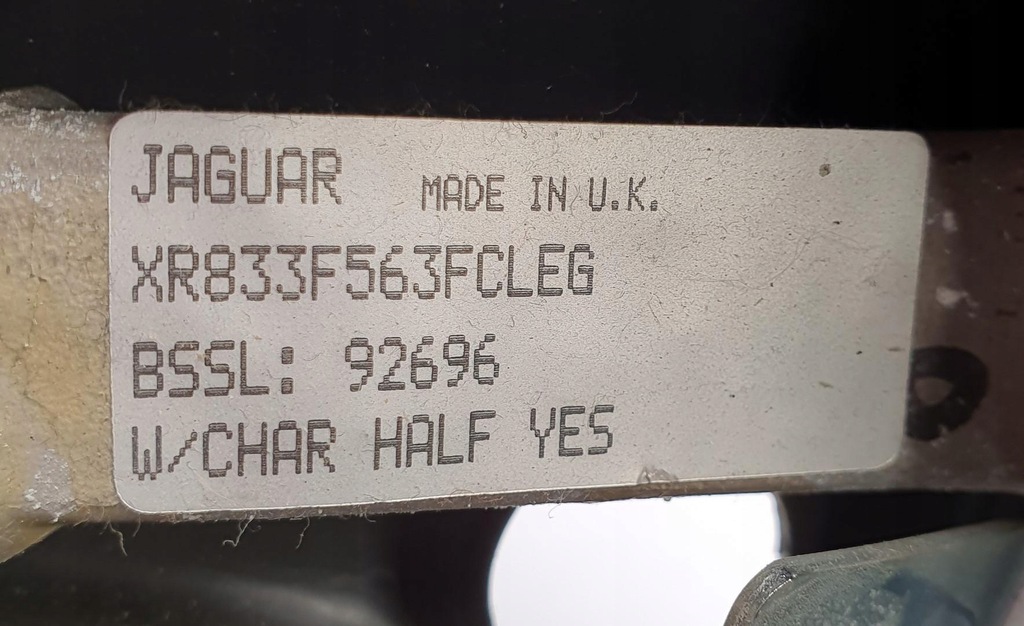 JAGUAR MADE IN U.K.
XR833F563FCLEG
BSSL: 92696
W/CHAR HALF YES